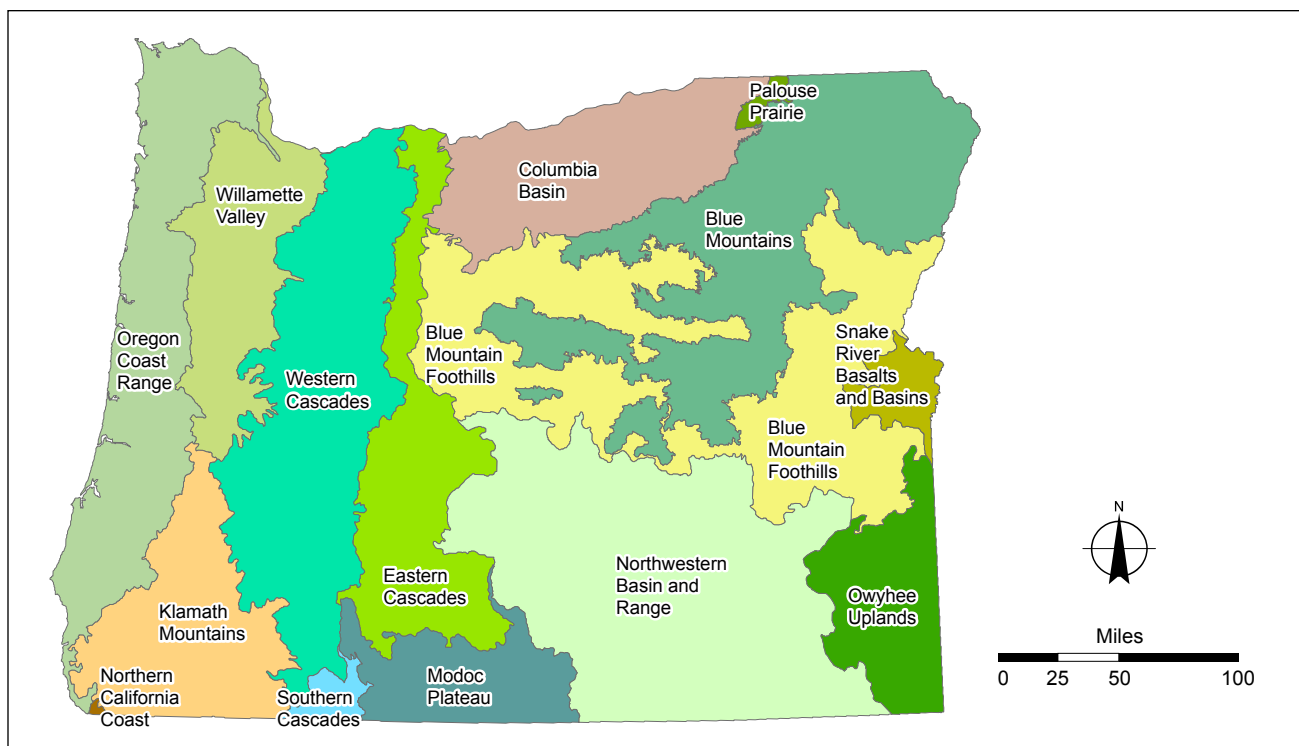 Palouse
Prairie
Columbia
Basin
Willamette
Valley
Blue
Mountains
Oregon
Coast
Range
Western
Cascades
Blue
Mountain
Foothills
Snake
River
Basalts
and Basins
Blue
Mountain
Foothills
Eastern
Cascades
Northwestern
Basin and
Range
Owyhee
Uplands
Klamath
Mountains
Northern
California
Coast
Southern
Cascades
Modoc
Plateau
N
Miles
0 25 50 100